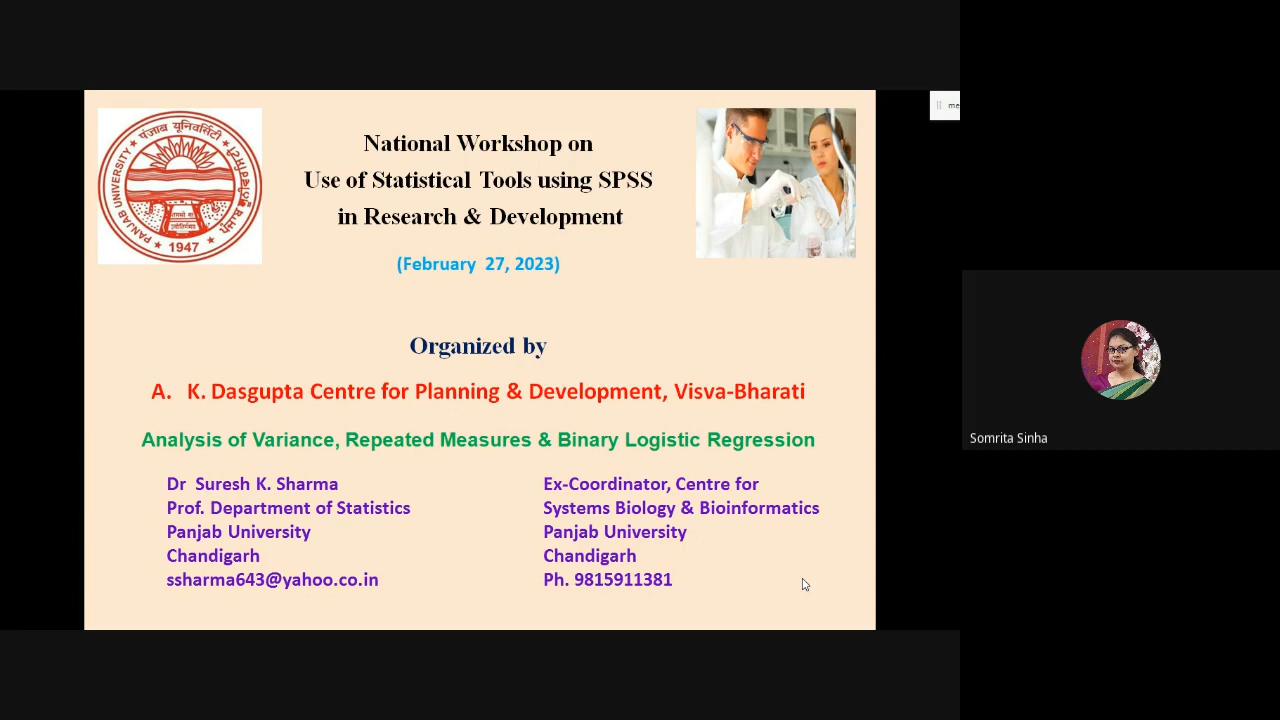 पंजाब यूनिवर्सिटी
PANJAB UNIVERSITY
1947
National Workshop on
Use of Statistical Tools using SPSS
in Research & Development
(February 27, 2023)
Organized by
A. K. Dasgupta Centre for Planning & Development, Visva-Bharati
Analysis of Variance, Repeated Measures & Binary Logistic Regression
Dr Suresh K. Sharma
Prof. Department of Statistics
Panjab University
Chandigarh
ssharma643@yahoo.co.in
Ex-Coordinator, Centre for
Systems Biology & Bioinformatics
Panjab University
Chandigarh
Ph. 9815911381
Somrita Sinha